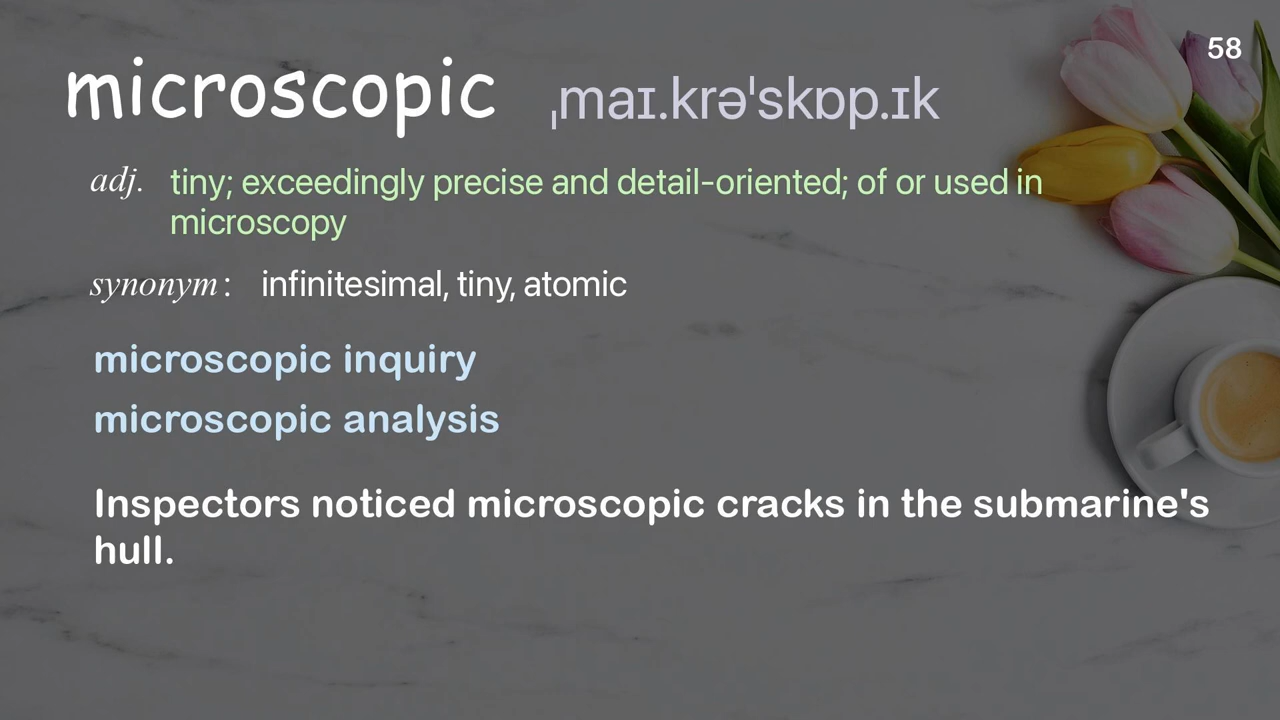 58
microscopic ˌmaɪ.krəˈskɒp.ɪk
adj. tiny; exceedingly precise and detail-oriented; of or used in
microscopy
synonym : infinitesimal, tiny, atomic
microscopic inquiry
microscopic analysis
Inspectors noticed microscopic cracks in the submarine's
hull.